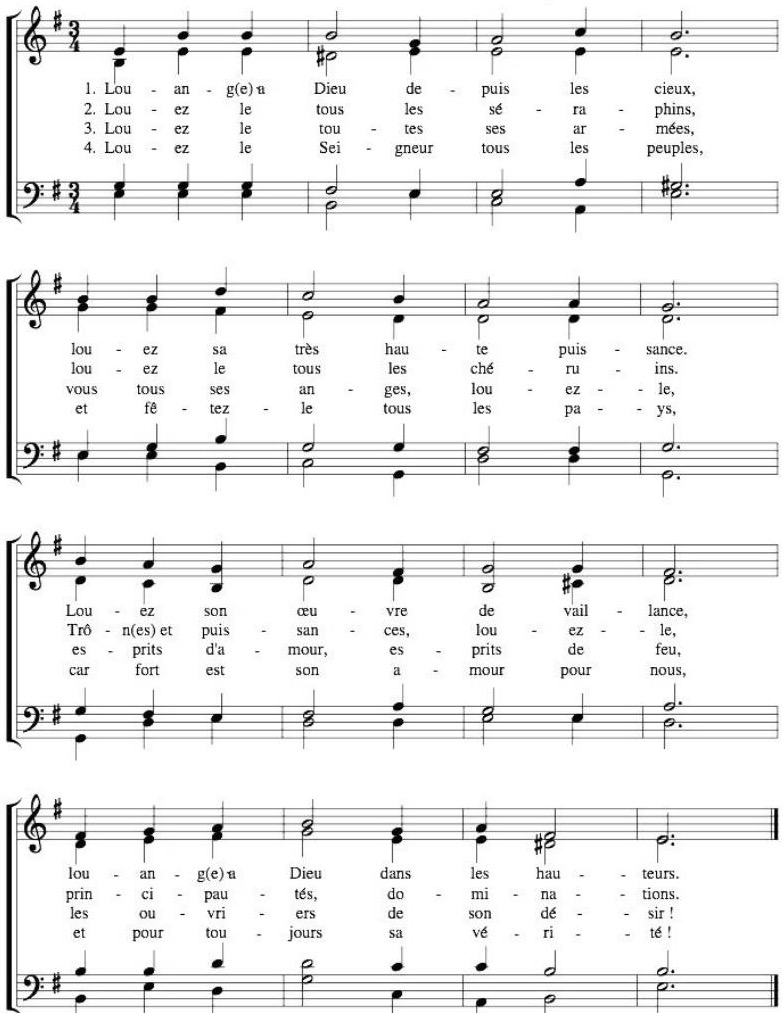 1. Lou - an - g(e) à Dieu de - puis les cieux,
2. Lou - ez le tous les sé - ra - phins,
3. Lou - ez le tou - tes ses ar - mées,
4. Lou - ez le Sei - gneur tous les peuples,
lou - ez sa très hau - te puis - sance.
lou - ez le tous les ché - ru - ins.
vous tous ses an - ges, lou - ez - le,
et fê - tez - le tous les pa - ys,
Lou - ez son œu - vre de vail - lance,
Trô - n(es) et puis - san - ces, lou - ez - le,
es - prits d'a - mour, es - prits de feu,
car fort est son a - mour pour nous,
lou - an - g(e) à Dieu dans les hau - teurs.
prin - ci - pau - tés, do - mi - na - tions.
les ou - vri - ers de son dé - sir !
et pour tou - jours sa vé - ri - té !